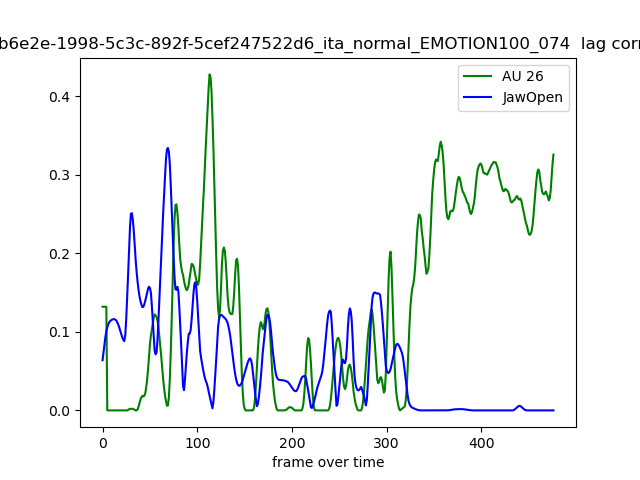 b6e2e-1998-5c3c-892f-5cef247522d6_ita_normal_EMOTION100_074 lag corr
AU 26
JawOpen
0.4
0.3
0.2
0.1
0.0
0 100 200 300 400
frame over time